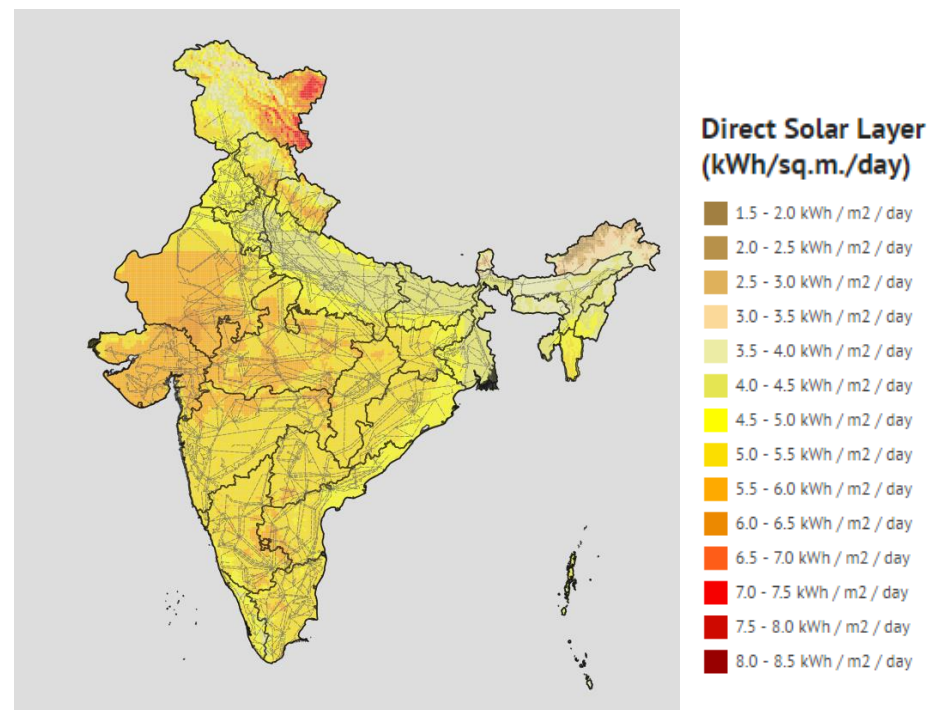 Direct Solar Layer
(kWh/sq.m./day)
1.5 - 2.0 kWh / m2 / day
2.0 - 2.5 kWh / m2 / day
2.5 - 3.0 kWh / m2 / day
3.0 - 3.5 kWh / m2 / day
3.5 - 4.0 kWh / m2 / day
4.0 - 4.5 kWh / m2 / day
4.5 - 5.0 kWh / m2 / day
5.0 - 5.5 kWh / m2 / day
5.5 - 6.0 kWh / m2 / day
6.0 - 6.5 kWh / m2 / day
6.5 - 7.0 kWh / m2 / day
7.0 - 7.5 kWh / m2 / day
7.5 - 8.0 kWh / m2 / day
8.0 - 8.5 kWh / m2 / day